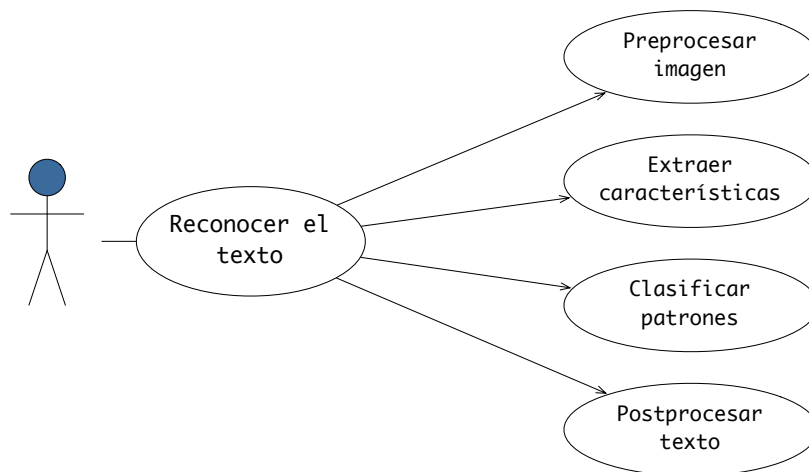 Preprocesar
imagen
Extraer
características
Reconocer el
texto
Clasificar
patrones
Postprocesar
texto